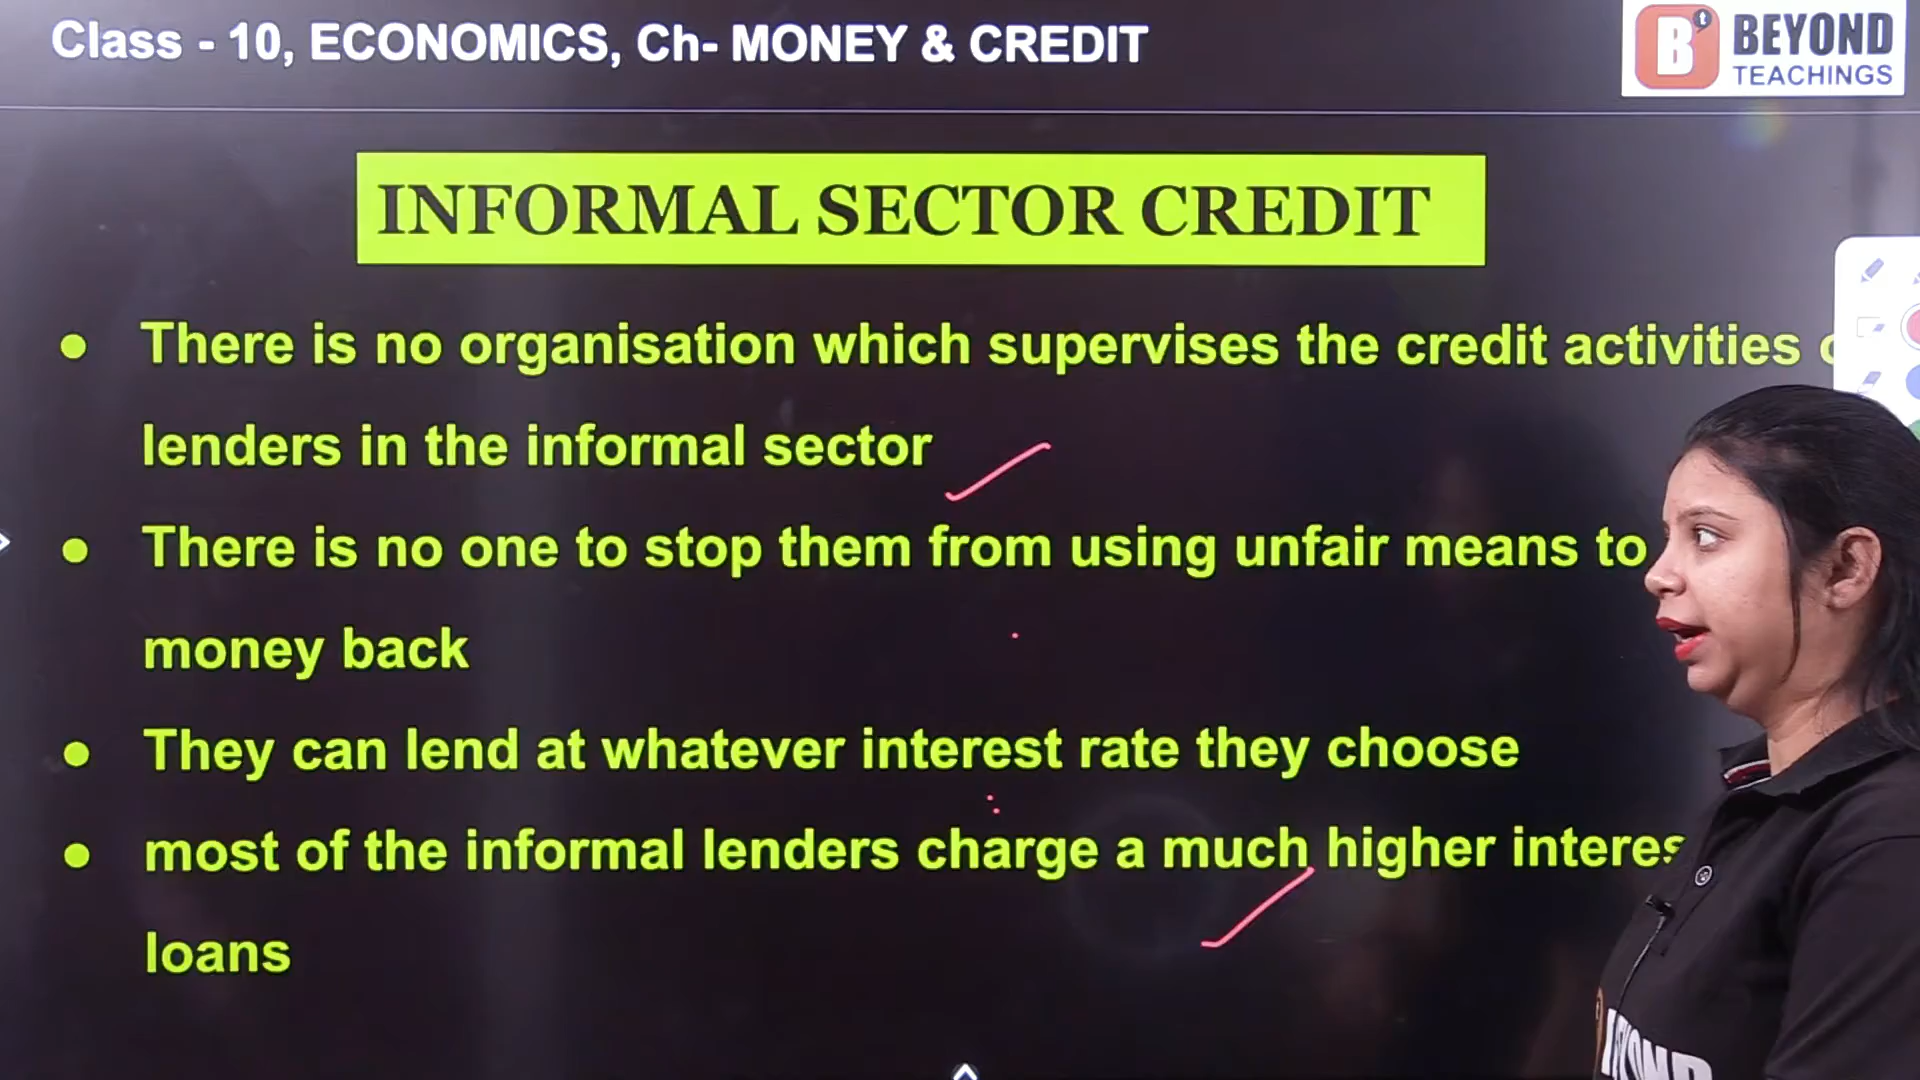 Class - 10, ECONOMICS, Ch- MONEY & CREDIT
BEYOND
TEACHINGS
INFORMAL SECTOR CREDIT
There is no organisation which supervises the credit activities
lenders in the informal sector
There is no one to stop them from using unfair means to
money back
They can lend at whatever interest rate they choose
most of the informal lenders charge a much higher interes
loans